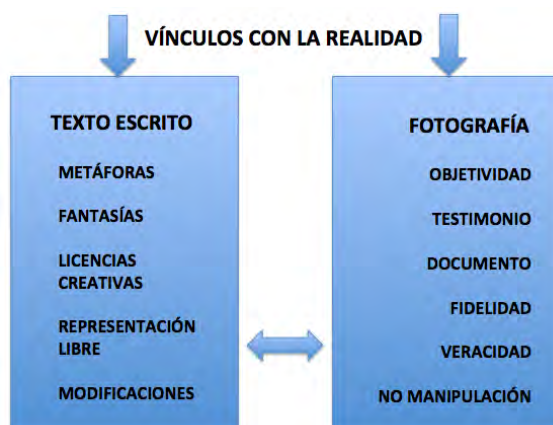 VÍNCULOS CON LA REALIDAD
TEXTO ESCRITO
METÁFORAS
FANTASÍAS
LICENCIAS
CREATIVAS
REPRESENTACIÓN
LIBRE
MODIFICACIONES
FOTOGRAFÍA
OBJETIVIDAD
TESTIMONIO
DOCUMENTO
FIDELIDAD
VERACIDAD
NO MANIPULACIÓN